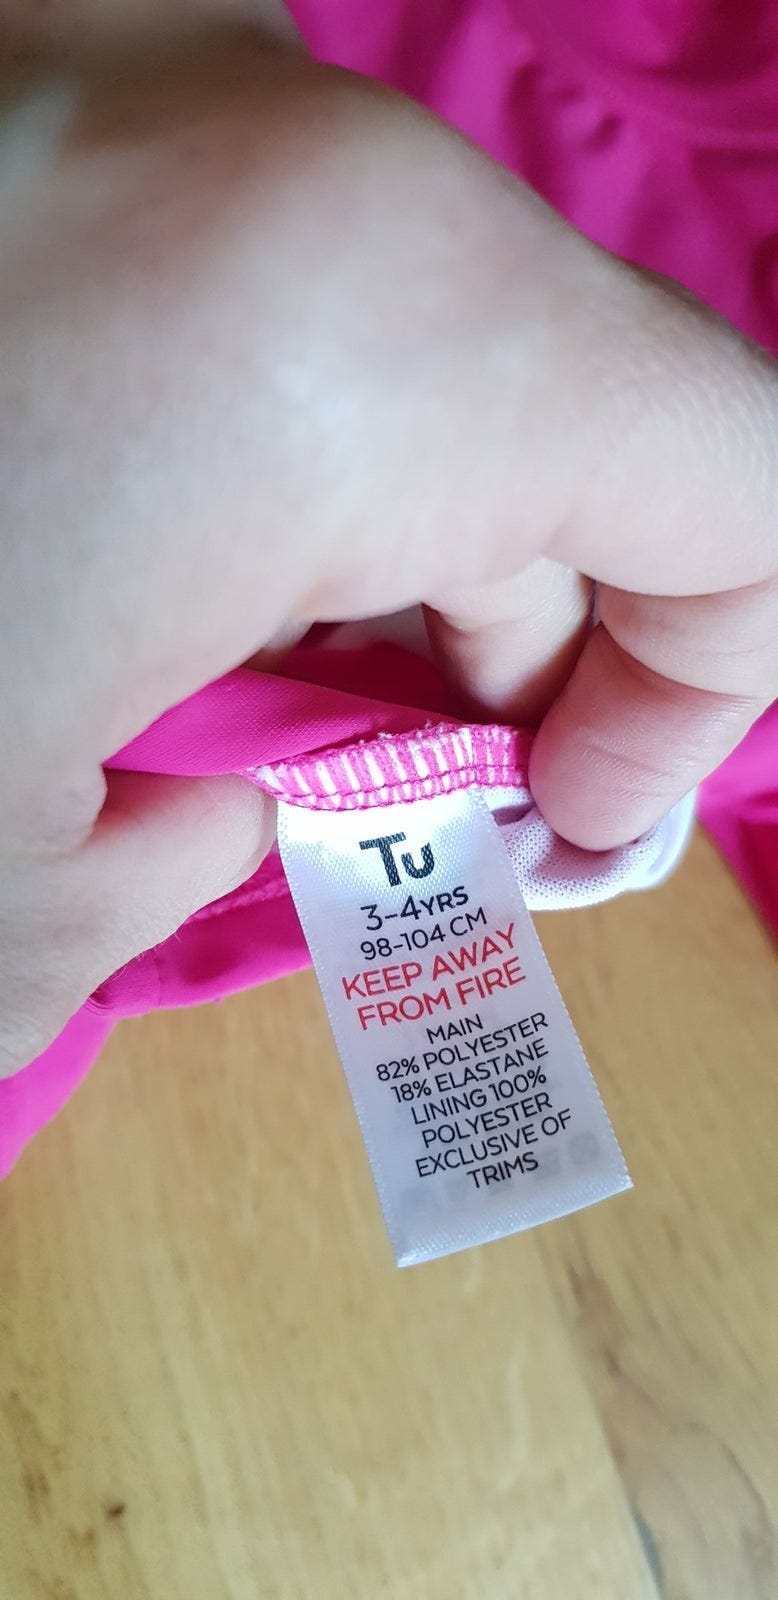 Tu
3-4YRS
98-104 CM
KEEP AWAY
FROM FIRE
MAIN
82% POLYESTER
18% ELASTANE
LINING 100%
POLYESTER
EXCLUSIVE OF
TRIMS